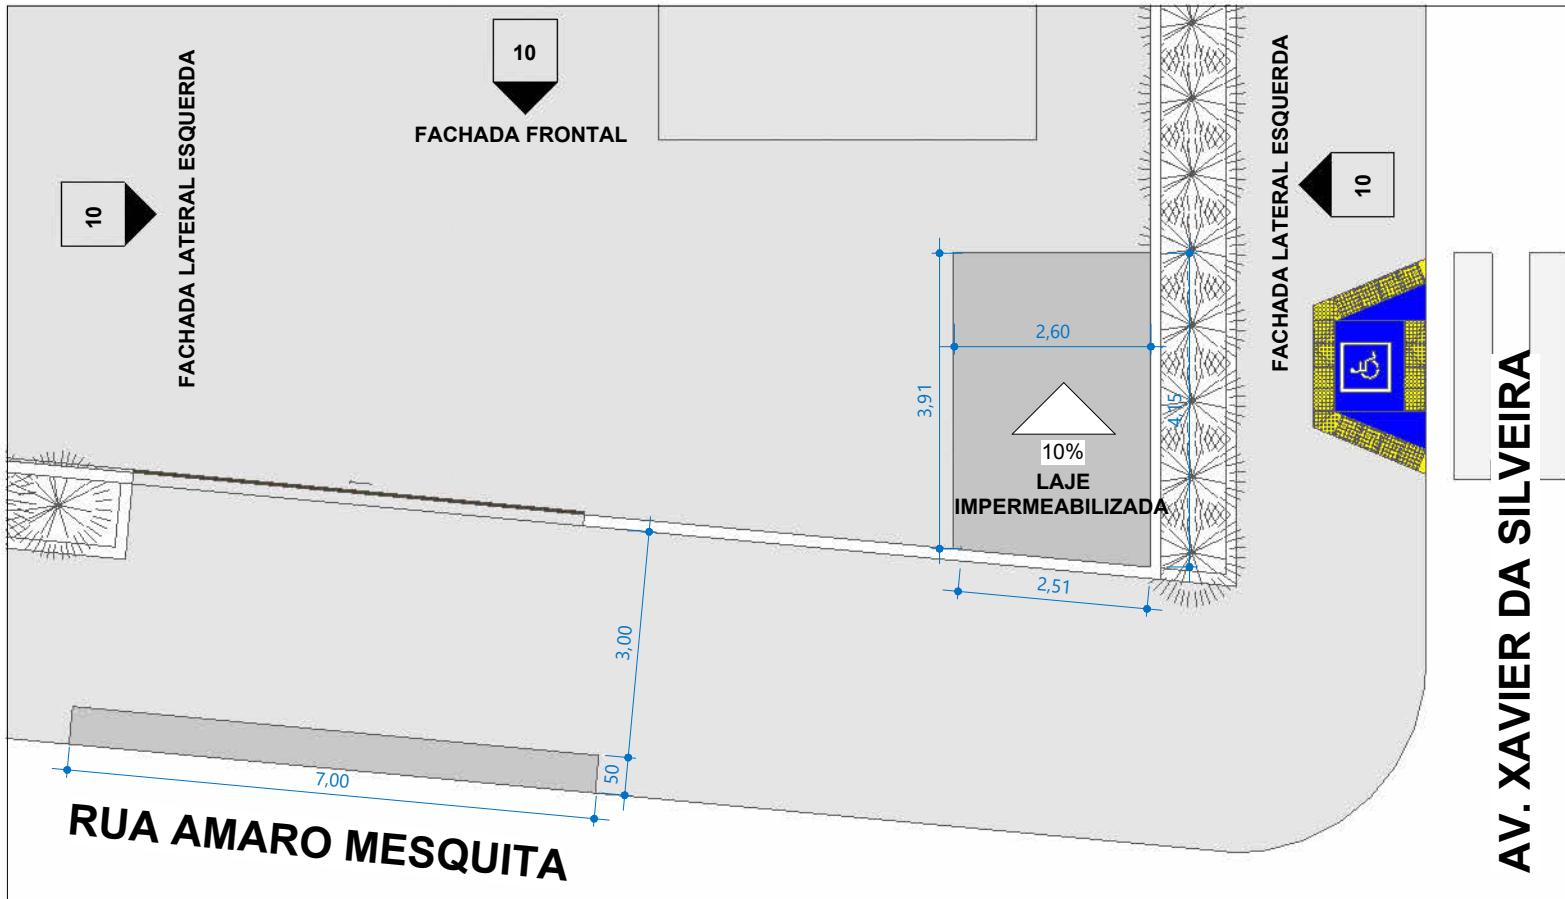 10
FACHADA FRONTAL
10
FACHADA LATERAL ESQUERDA
10
FACHADA LATERAL ESQUERDA
2,60
3,91
4,15
10%
LAJE
IMPERMEABILIZADA
2,51
3,00
50
7,00
RUA AMARO MESQUITA
AV. XAVIER DA SILVEIRA